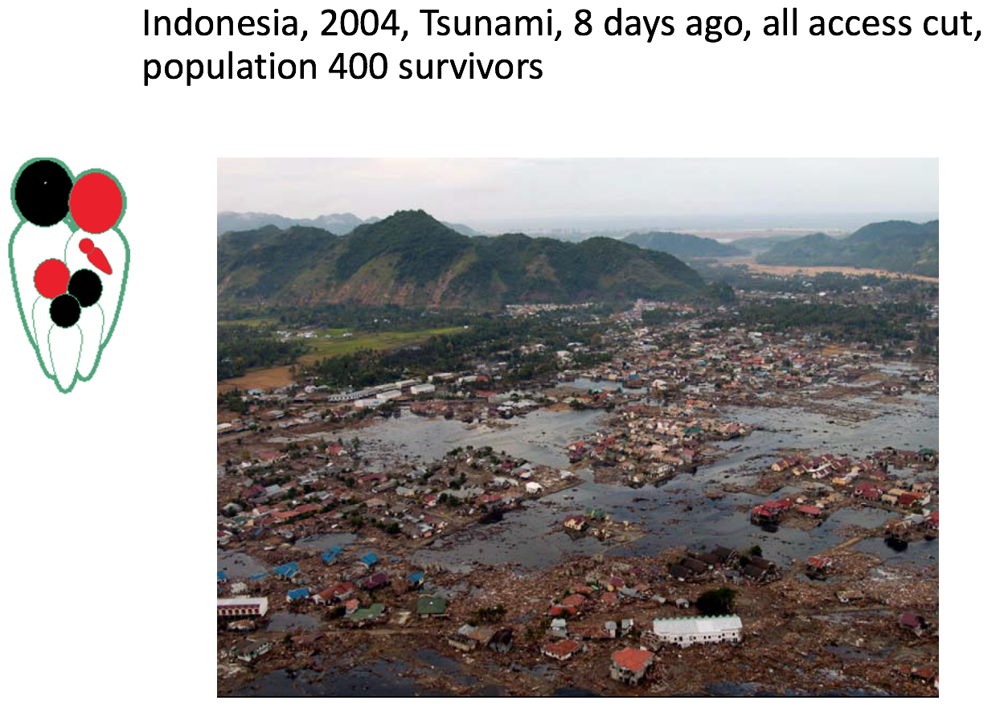 Indonesia, 2004, Tsunami, 8 days ago, all access cut,
population 400 survivors